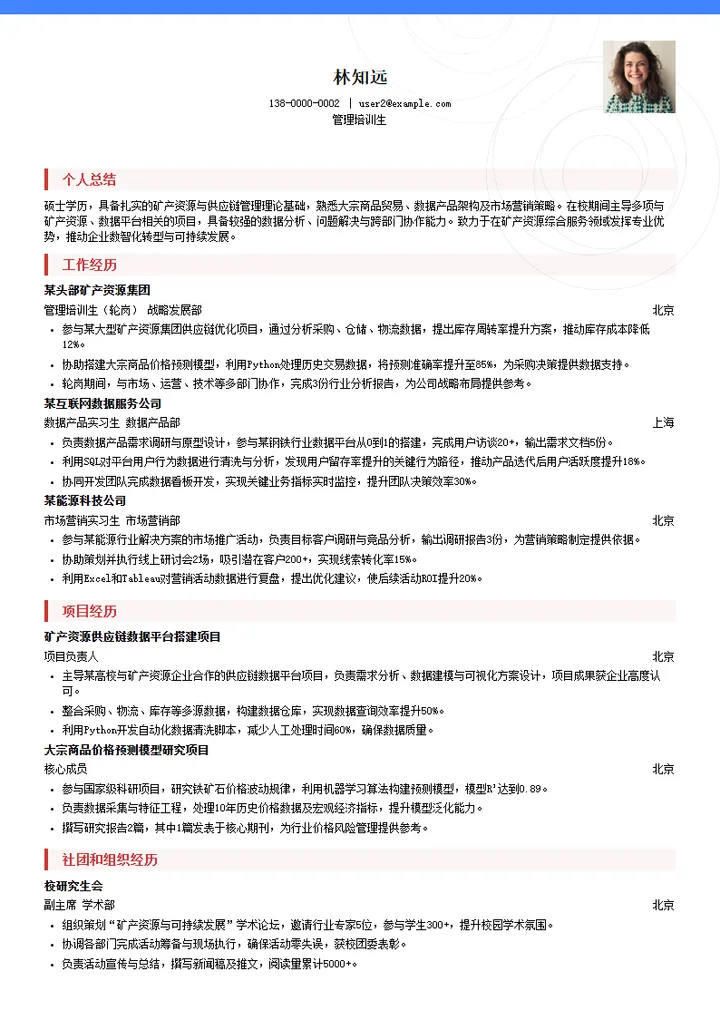 林知远
138-0000-0002 | user2@example.com
管理培训生
个人总结
硕士学历，具备扎实的矿产资源与供应链管理理论基础，熟悉大宗商品贸易、数据产品架构及市场营销策略。在校期间主导多项与
矿产资源、数据平台相关的项目，具备较强的数据分析、问题解决与跨部门协作能力。致力于在矿产资源综合服务领域发挥专业优
势，推动企业数智化转型与可持续发展。
工作经历
某头部矿产资源集团
管理培训生（轮岗） 战略发展部 北京
• 参与某大型矿产资源集团供应链优化项目，通过分析采购、仓储、物流数据，提出库存周转率提升方案，推动库存成本降低
12%。
• 协助搭建大宗商品价格预测模型，利用Python处理历史交易数据，将预测准确率提升至85%，为采购决策提供数据支持。
• 轮岗期间，与市场、运营、技术等多部门协作，完成3份行业分析报告，为公司战略布局提供参考。
某互联网数据服务公司
数据产品实习生 数据产品部 上海
• 负责数据产品需求调研与原型设计，参与某钢铁行业数据平台从0到1的搭建，完成用户访谈20+，输出需求文档5份。
• 利用SQL对平台用户行为数据进行清洗与分析，发现用户留存率提升的关键行为路径，推动产品迭代后用户活跃度提升18%。
• 协同开发团队完成数据看板开发，实现关键业务指标实时监控，提升团队决策效率30%。
某能源科技公司
市场营销实习生 市场营销部 北京
• 参与某能源行业解决方案的市场推广活动，负责目标客户调研与竞品分析，输出调研报告3份，为营销策略制定提供依据。
• 协助策划并执行线上研讨会2场，吸引潜在客户200+，实现线索转化率15%。
• 利用Excel和Tableau对营销活动数据进行复盘，提出优化建议，使后续活动ROI提升20%。
项目经历
矿产资源供应链数据平台搭建项目
项目负责人 北京
• 主导某高校与矿产资源企业合作的供应链数据平台项目，负责需求分析、数据建模与可视化方案设计，项目成果获企业高度认
可。
• 整合采购、物流、库存等多源数据，构建数据仓库，实现数据查询效率提升50%。
• 利用Python开发自动化数据清洗脚本，减少人工处理时间60%，确保数据质量。
大宗商品价格预测模型研究项目
核心成员 北京
• 参与国家级科研项目，研究铁矿石价格波动规律，利用机器学习算法构建预测模型，模型R²达到0.89。
• 负责数据采集与特征工程，处理10年历史价格数据及宏观经济指标，提升模型泛化能力。
• 撰写研究报告2篇，其中1篇发表于核心期刊，为行业价格风险管理提供参考。
社团和组织经历
校研究生会
副主席 学术部 北京
• 组织策划“矿产资源与可持续发展”学术论坛，邀请行业专家5位，参与学生300+，提升校园学术氛围。
• 协调各部门完成活动筹备与现场执行，确保活动零失误，获校团委表彰。
• 负责活动宣传与总结，撰写新闻稿及推文，阅读量累计5000+。